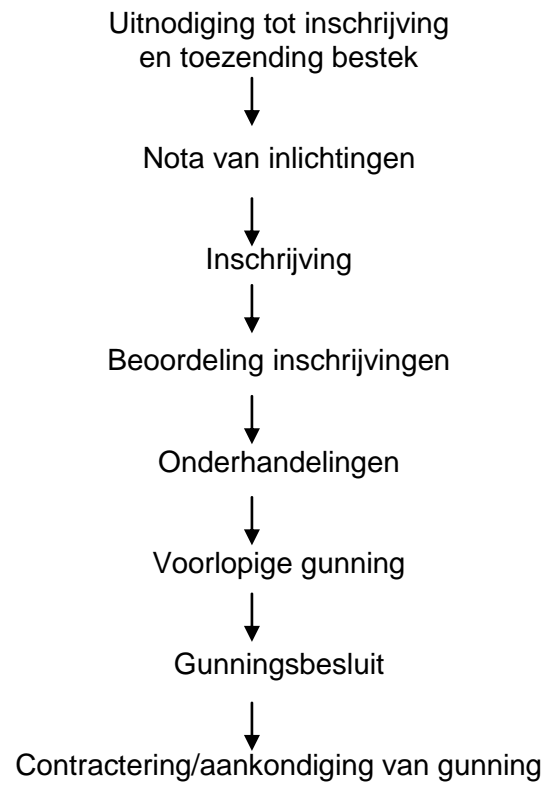 Uitnodiging tot inschrijving
en toezending bestek
Nota van inlichtingen
Inschrijving
Beoordeling inschrijvingen
Onderhandelingen
Voorlopige gunning
Gunningsbesluit
Contractering/aankondiging van gunning